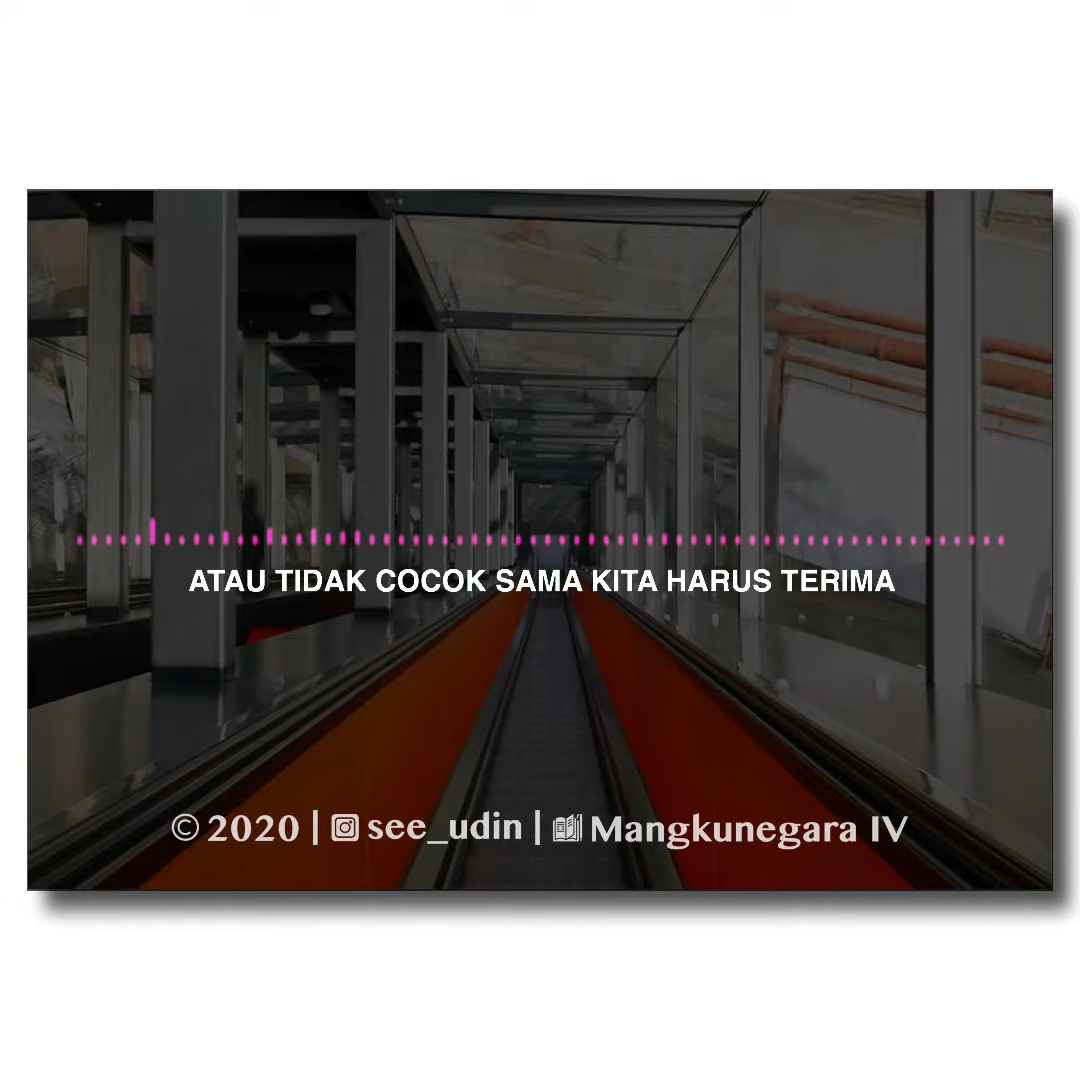 ATAU TIDAK COCOK SAMA KITA HARUS TERIMA
© 2020 | see_udin | Mangkunegara IV